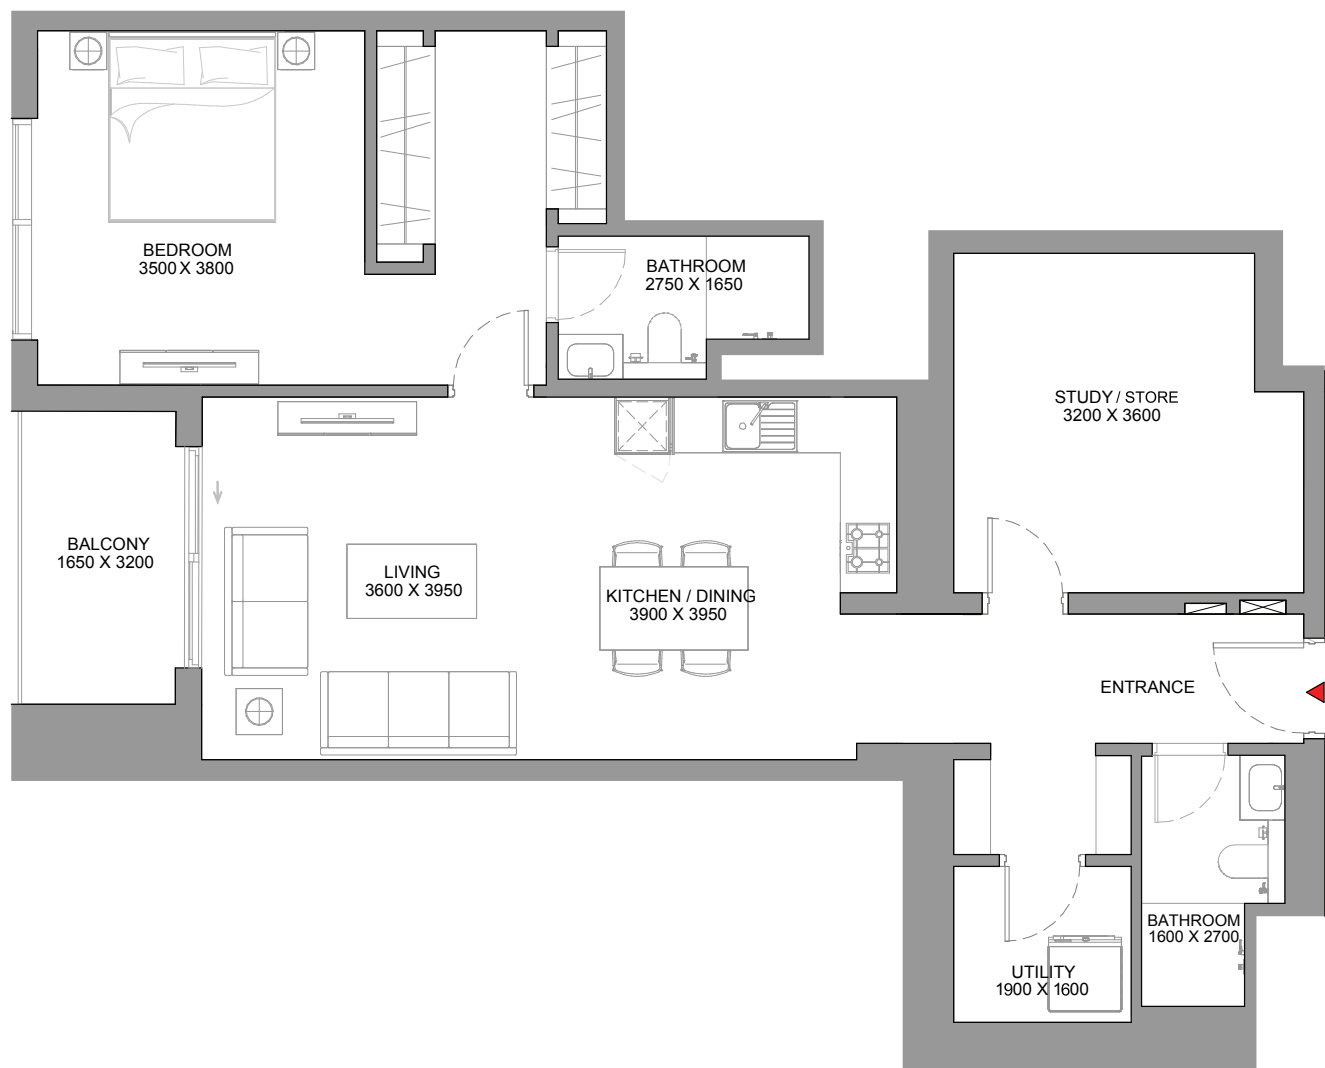 BEDROOM
3500 X 3800
BATHROOM
2750 X 1650
STUDY / STORE
3200 X 3600
BALCONY
1650 X 3200
LIVING
3600 X 3950
KITCHEN / DINING
3900 X 3950
ENTRANCE
BATHROOM
1600 X 2700
UTILITY
1900 X 1600